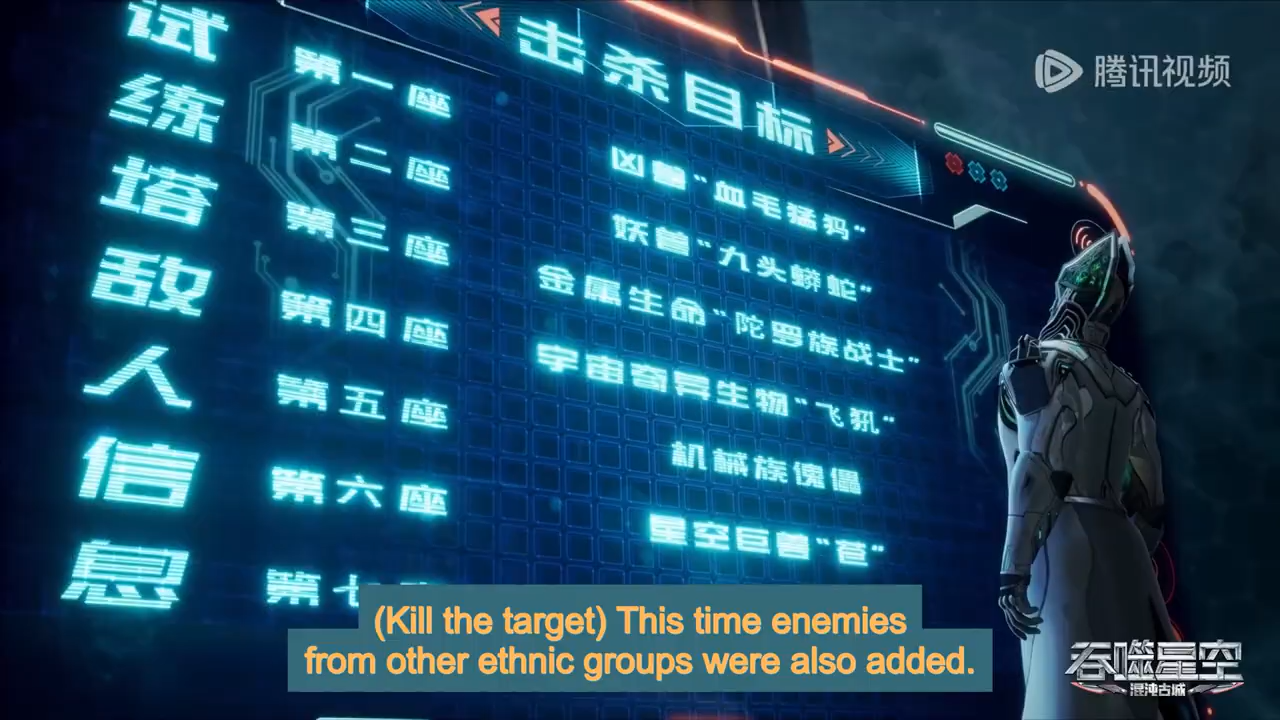 试练塔敌人信息
击杀目标
第一座
凶兽“血毛猛犸”
第二座
妖兽“九头蟒蛇”
第三座
金属生命“陀罗族战士”
第四座
宇宙奇异生物“飞犼”
第五座
机械族傀儡
第六座
星空巨兽“苍”
第七
腾讯视频
(Kill the target) This time enemies
from other ethnic groups were also added.
吞噬星空
混沌古城